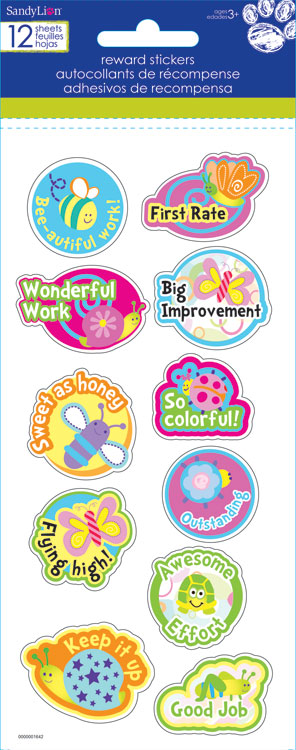 SandyLion
12 sheets
feuilles
hojas
ages
edades 3+
reward stickers
autocollants de récompense
adhesivos de recompensa
Bee-autiful work!
First Rate
Wonderful
Work
Big
Improvement
Sweet as honey
So
colorful!
Outstanding
Flying high!
Awesome
Effort
Keep it up
Good Job
0000001642